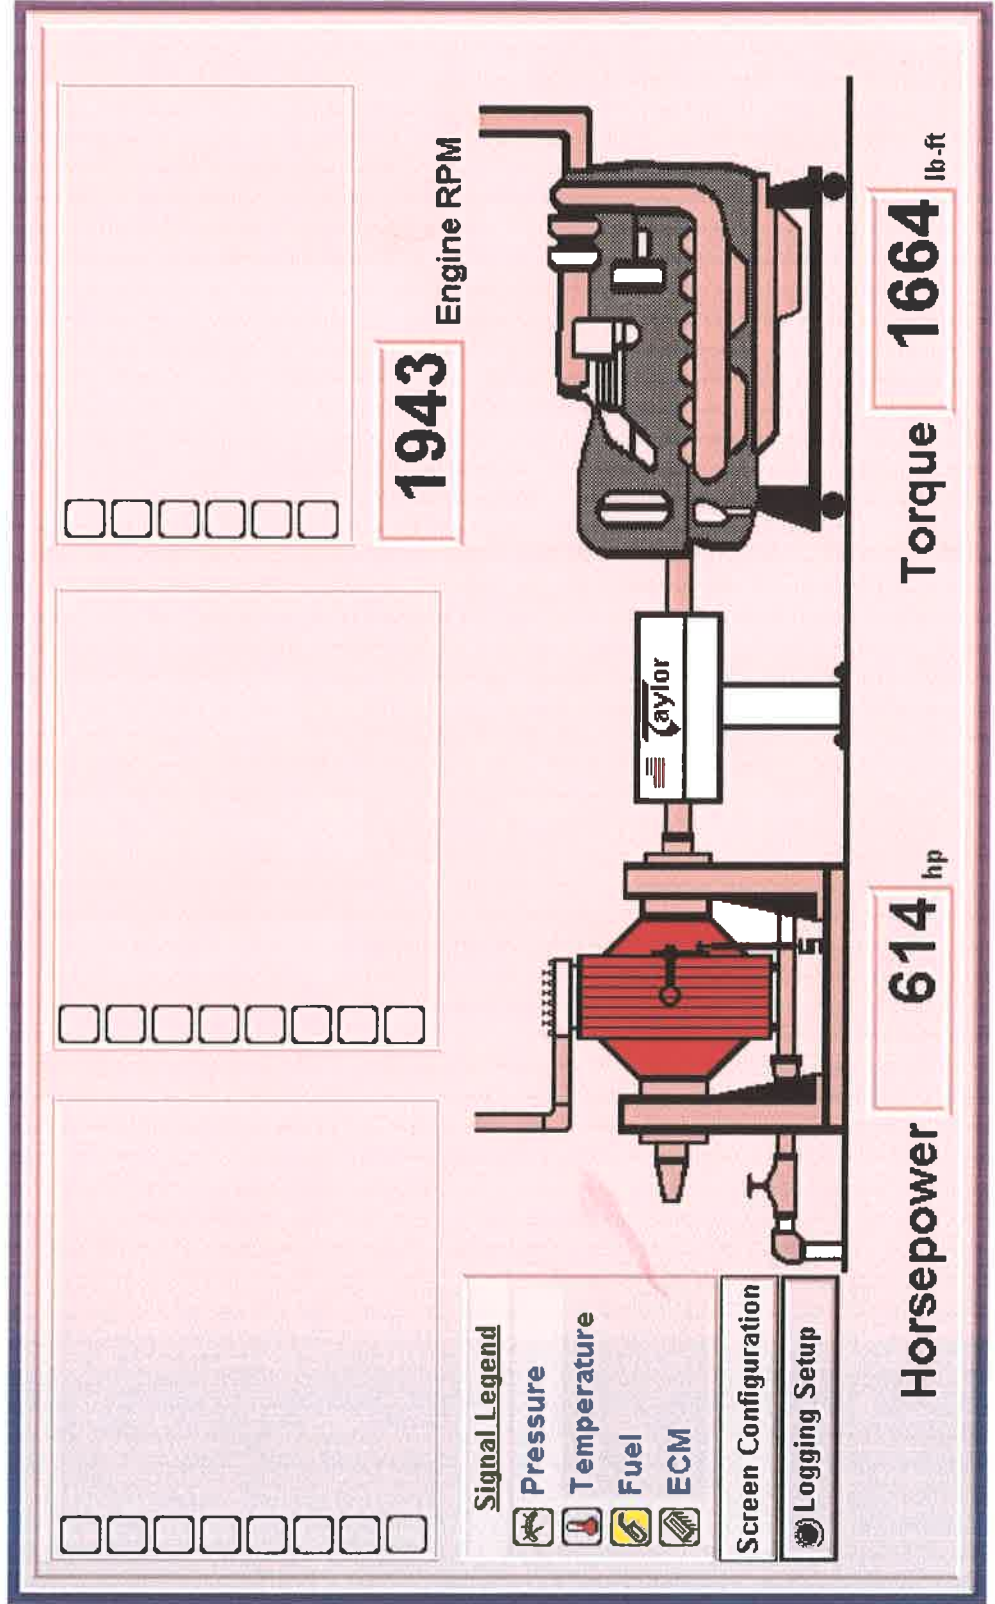 1943 Engine RPM
Taylor
Signal Legend
Pressure
Temperature
Fuel
ECM
Screen Configuration
Logging Setup
Horsepower 614 hp
Torque 1664 lb-ft